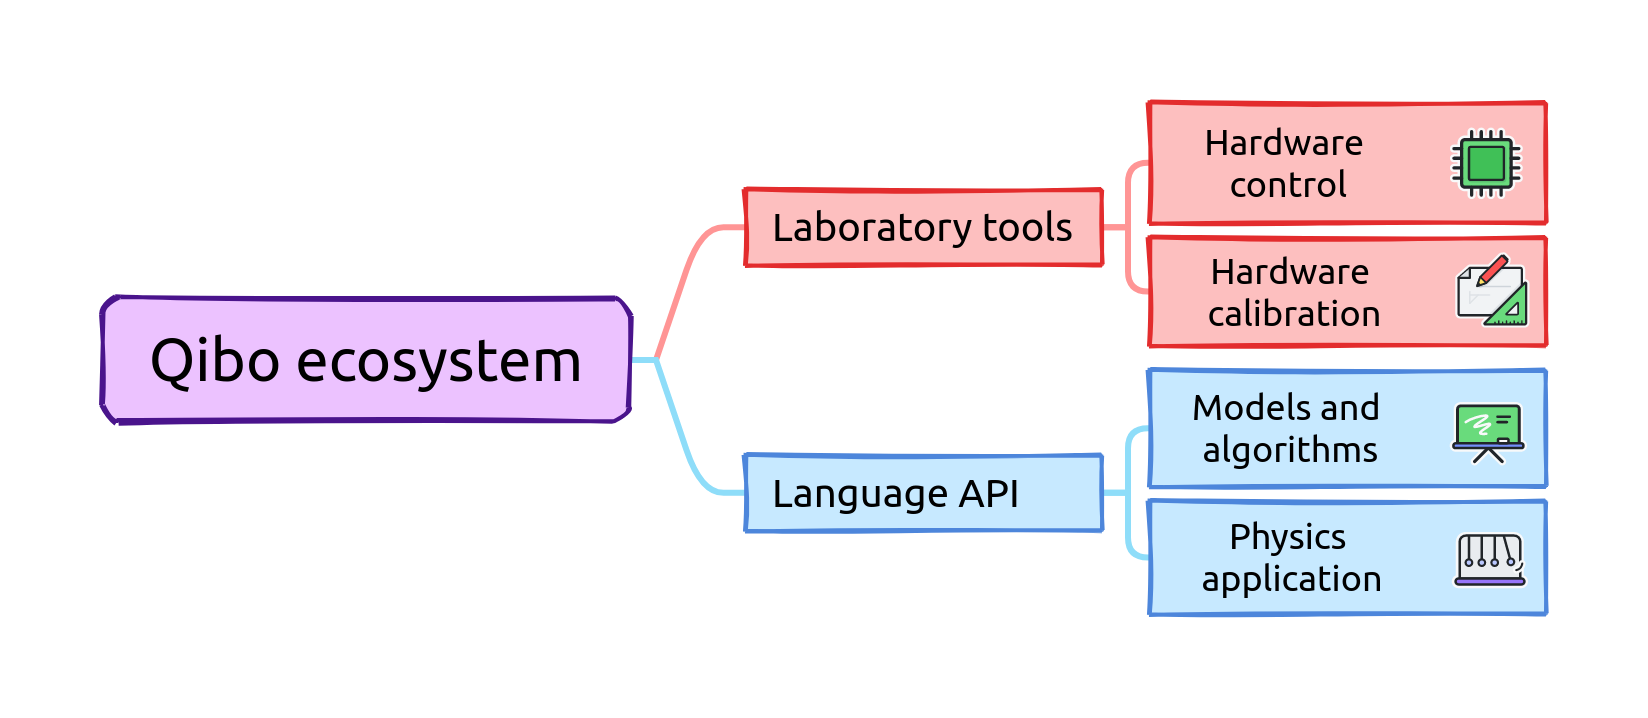 Qibo ecosystem
Laboratory tools
Hardware
control
Hardware
calibration
Language API
Models and
algorithms
Physics
application